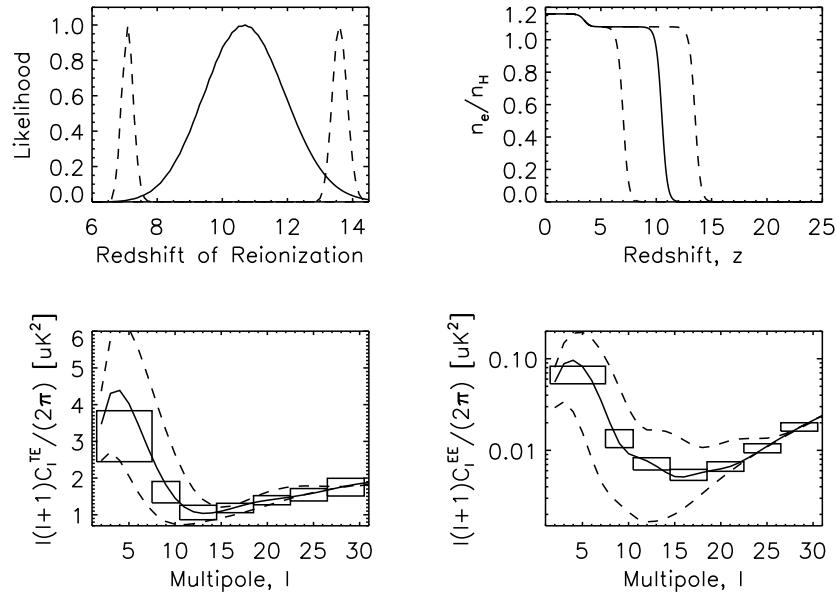 Likelihood
1.0
0.8
0.6
0.4
0.2
0.0
6 8 10 12 14
Redshift of Reionization
n_e/n_H
1.2
1.0
0.8
0.6
0.4
0.2
0.0
0 5 10 15 20 25
Redshift, z
l(l+1)C_l^TE/(2π) [uK²]
6
5
4
3
2
1
5 10 15 20 25 30
Multipole, l
l(l+1)C_l^EE/(2π) [uK²]
0.10
0.01
5 10 15 20 25 30
Multipole, l